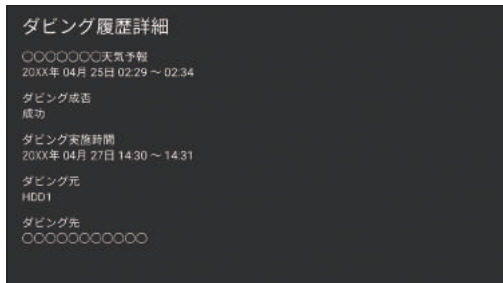 ダビング履歴詳細
○○○○○○○天気予報
20XX年 04月 25日 02:29 ～ 02:34
ダビング成否
成功
ダビング実施時間
20XX年 04月 27日 14:30 ～ 14:31
ダビング元
HDD1
ダビング先
○○○○○○○○○○○